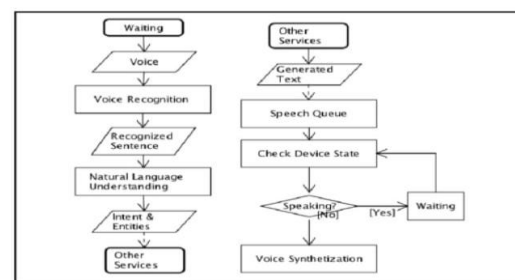 Waiting
Voice
Voice Recognition
Recognized
Sentence
Natural Language
Understanding
Intent &
Entities
Other
Services
Other
Services
Generated
Text
Speech Queue
Check Device State
Speaking?
[No]
[Yes]
Waiting
Voice Synthetization